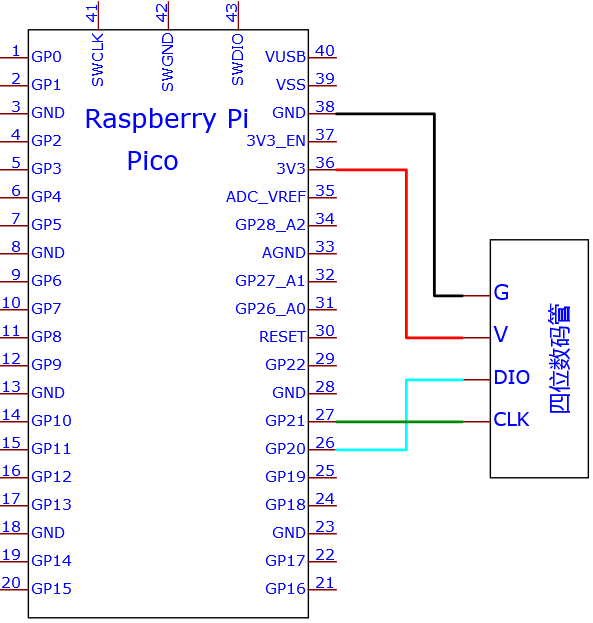 41 42 43
SWCLK SWGND SWDIO
1 GP0 VUSB 40
2 GP1 VSS 39
3 GND GND 38
Raspberry Pi
4 GP2 3V3_EN 37
Pico
5 GP3 3V3 36
6 GP4 ADC_VREF 35
7 GP5 GP28_A2 34
8 GND AGND 33
9 GP6 GP27_A1 32
10 GP7 GP26_A0 31
11 GP8 RESET 30
12 GP9 GP22 29
13 GND GND 28
14 GP10 GP21 27
15 GP11 GP20 26
16 GP12 GP19 25
17 GP13 GP18 24
18 GND GND 23
19 GP14 GP17 22
20 GP15 GP16 21
G
V
DIO
CLK
四位数码管